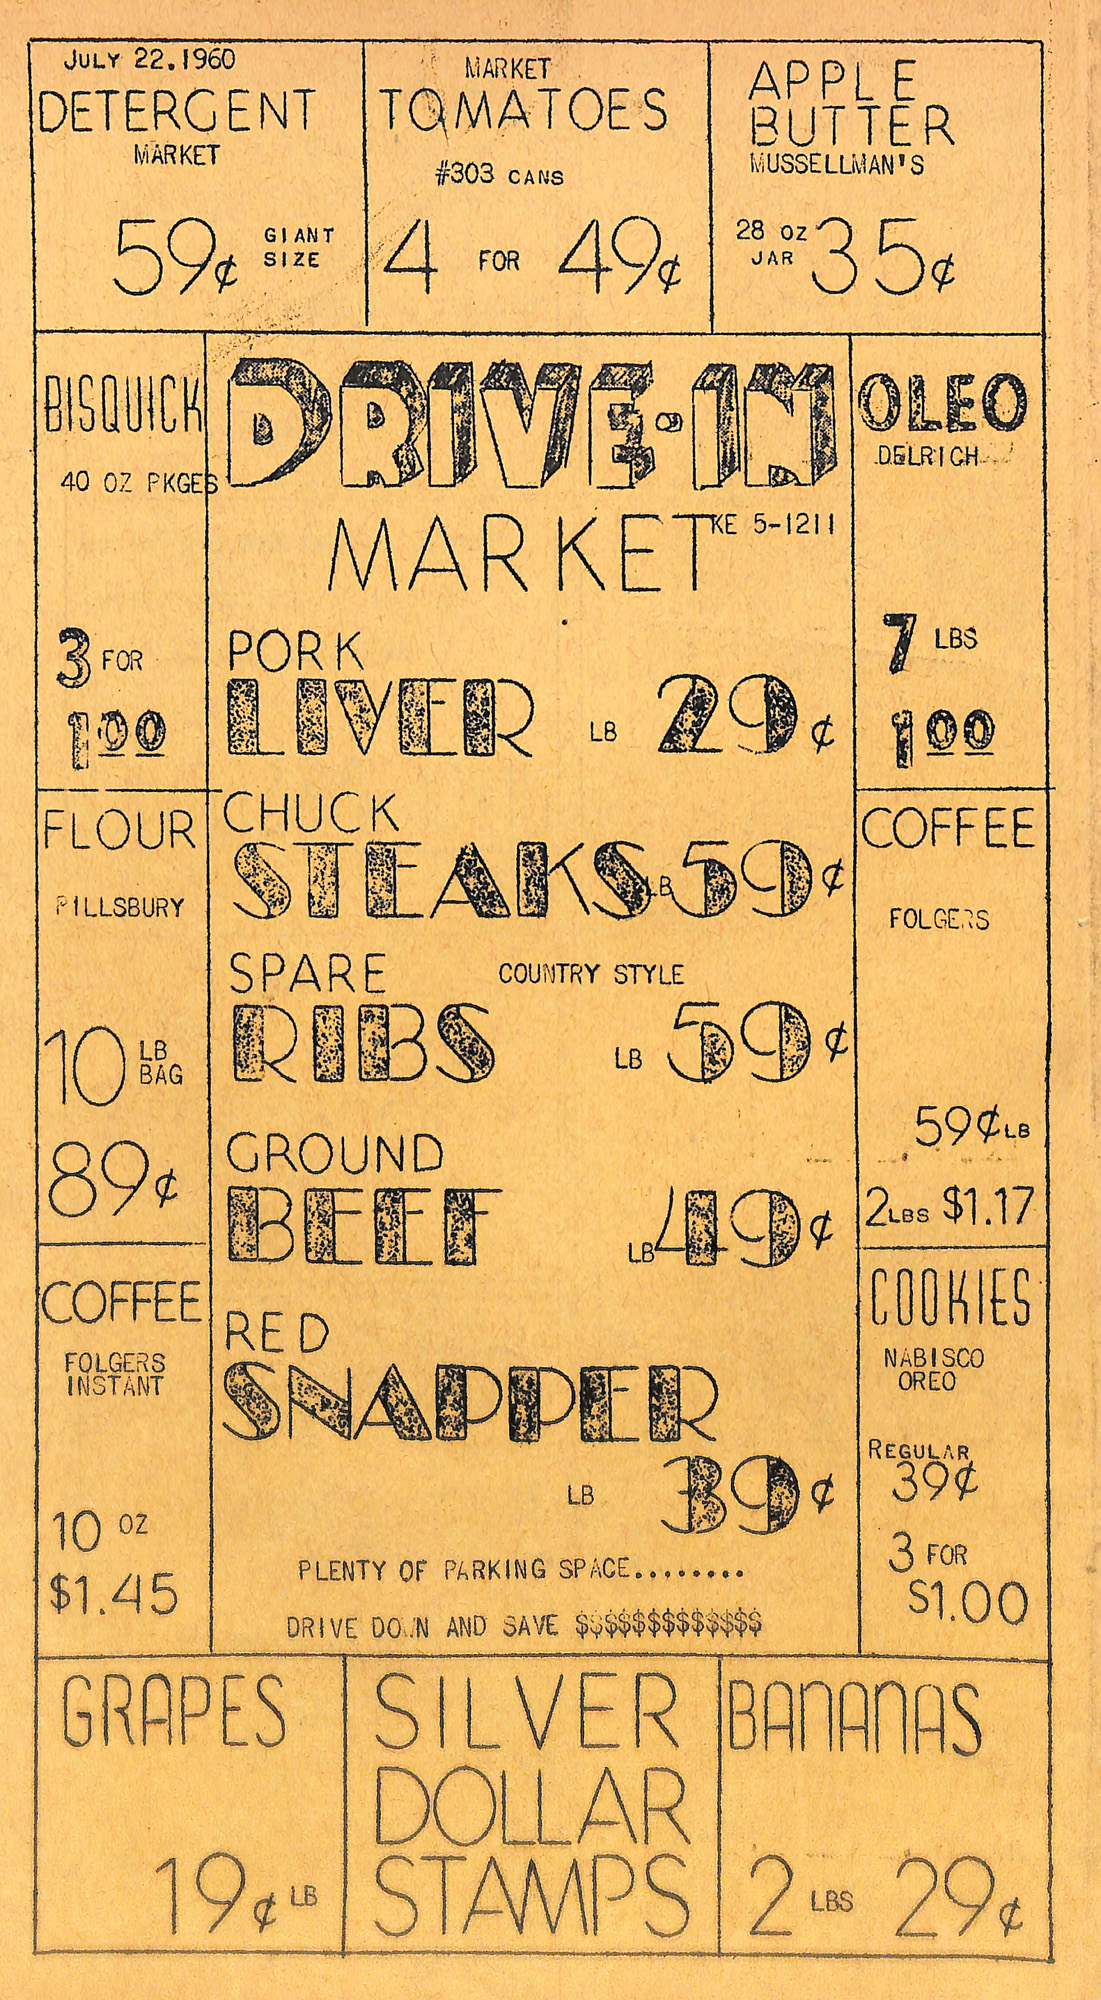 JULY 22.1960
DETERGENT
MARKET
59¢ GIANT
SIZE
MARKET
TOMATOES
#303 CANS
4 FOR 49¢
APPLE
BUTTER
MUSSELLMAN'S
28 OZ
JAR 35¢
BISQUICK
40 OZ PKGES
3 FOR
1.00
DRIVE-IN
MARKET KE 5-1211
OLEO
DELRICH
7 LBS
1.00
PORK
LIVER LB 29¢
CHUCK
STEAKS LB 59¢
SPARE COUNTRY STYLE
RIBS LB 59¢
GROUND
BEEF LB 49¢
RED
SNAPPER
LB 39¢
PLENTY OF PARKING SPACE........
DRIVE DO.N AND SAVE $$$$$$$$$$$$$
FLOUR
PILLSBURY
10 LB
BAG
89¢
COFFEE
FOLGERS
59¢ LB
2 LBS $1.17
COFFEE
FOLGERS
INSTANT
10 OZ
$1.45
COOKIES
NABISCO
OREO
REGULAR
39¢
3 FOR
$1.00
GRAPES
19¢ LB
SILVER
DOLLAR
STAMPS
BANANAS
2 LBS 29¢